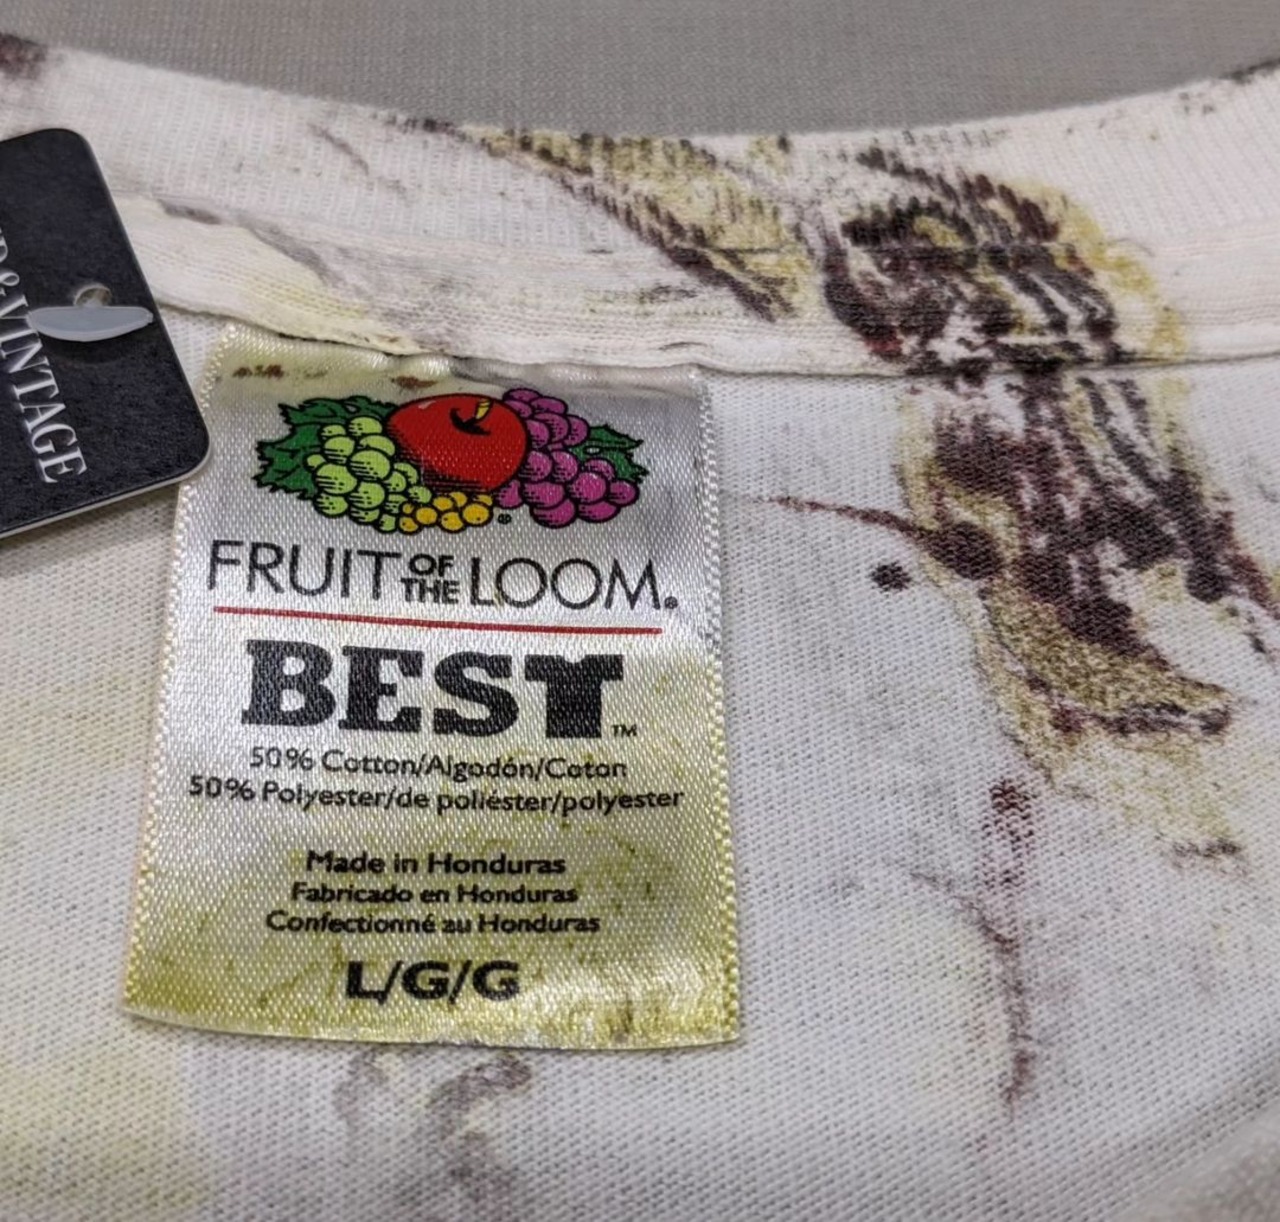 & VINTAGE
FRUIT OF THE LOOM®
BEST™
50% Cotton/Algodón/Coton
50% Polyester/de poliéster/polyester
Made in Honduras
Fabricado en Honduras
Confectionné au Honduras
L/G/G